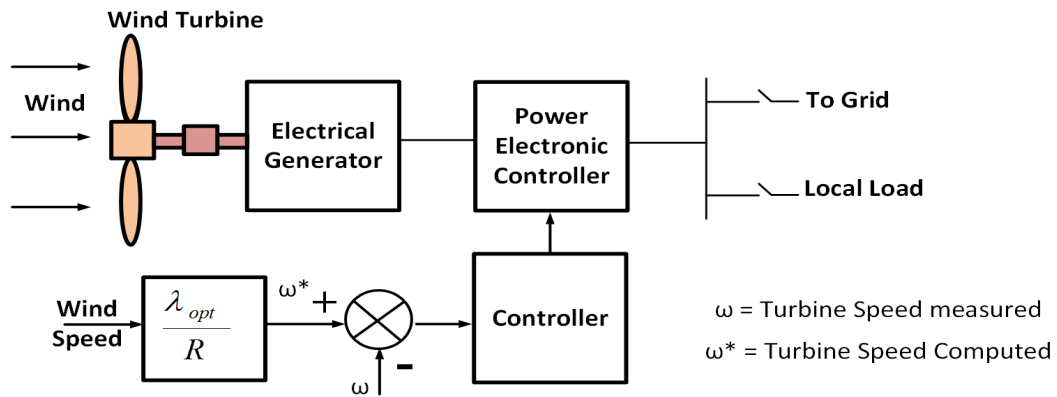 Wind Turbine
Wind
Electrical
Generator
Power
Electronic
Controller
To Grid
Local Load
Wind
Speed
λopt
R
ω*
+
-
ω
Controller
ω = Turbine Speed measured
ω* = Turbine Speed Computed